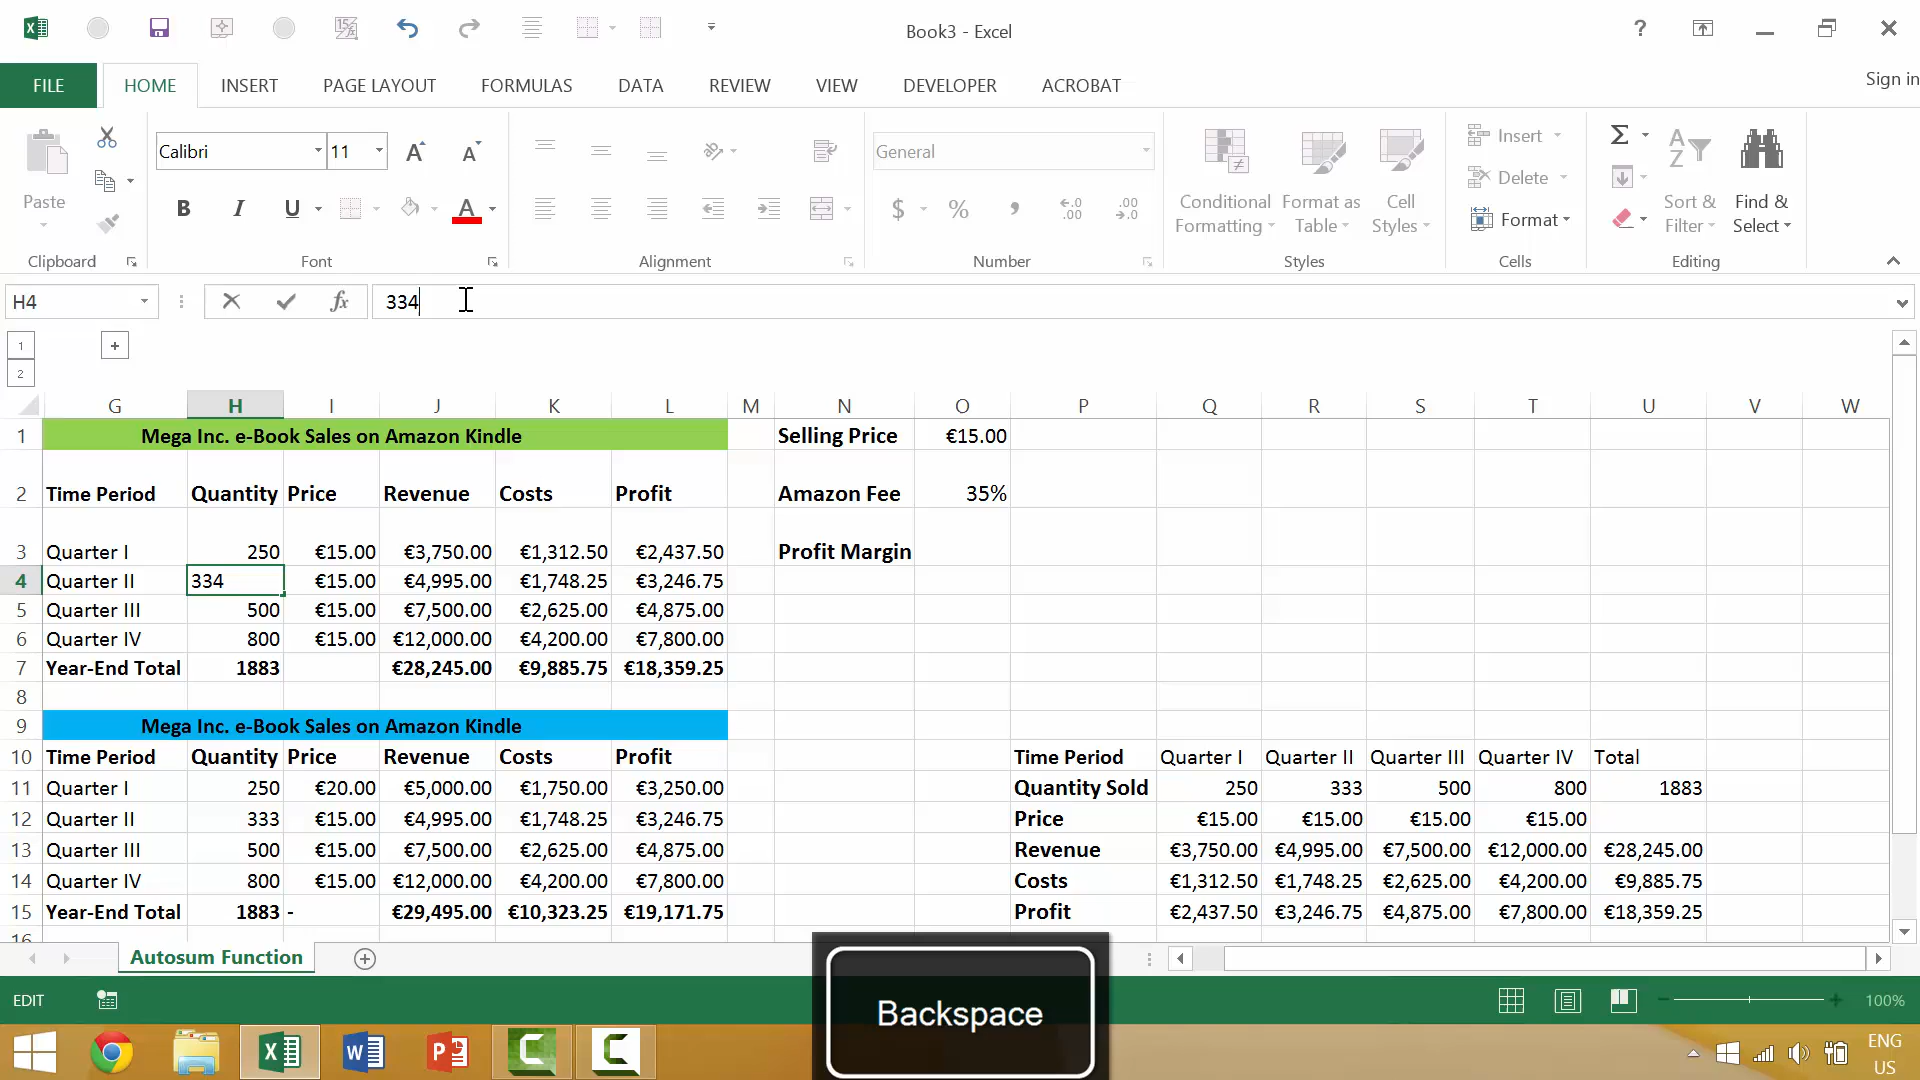 Book3 - Excel
?
FILE HOME INSERT PAGE LAYOUT FORMULAS DATA REVIEW VIEW DEVELOPER ACROBAT Sign in
Paste
Clipboard
Calibri 11 A A
B I U A
Font
Alignment
General
$ % , .00 .00
Number
Conditional Formatting
Format as Table
Cell Styles
Styles
Insert
Delete
Format
Cells
Sort & Filter
Find & Select
Editing
H4 fx 334
1 +
2
G H I J K L M N O P Q R S T U V W
1 Mega Inc. e-Book Sales on Amazon Kindle Selling Price €15.00
2 Time Period Quantity Price Revenue Costs Profit Amazon Fee 35%
3 Quarter I 250 €15.00 €3,750.00 €1,312.50 €2,437.50 Profit Margin
4 Quarter II 334 €15.00 €4,995.00 €1,748.25 €3,246.75
5 Quarter III 500 €15.00 €7,500.00 €2,625.00 €4,875.00
6 Quarter IV 800 €15.00 €12,000.00 €4,200.00 €7,800.00
7 Year-End Total 1883 €28,245.00 €9,885.75 €18,359.25
8
9 Mega Inc. e-Book Sales on Amazon Kindle
10 Time Period Quantity Price Revenue Costs Profit Time Period Quarter I Quarter II Quarter III Quarter IV Total
11 Quarter I 250 €20.00 €5,000.00 €1,750.00 €3,250.00 Quantity Sold 250 333 500 800 1883
12 Quarter II 333 €15.00 €4,995.00 €1,748.25 €3,246.75 Price €15.00 €15.00 €15.00 €15.00
13 Quarter III 500 €15.00 €7,500.00 €2,625.00 €4,875.00 Revenue €3,750.00 €4,995.00 €7,500.00 €12,000.00 €28,245.00
14 Quarter IV 800 €15.00 €12,000.00 €4,200.00 €7,800.00 Costs €1,312.50 €1,748.25 €2,625.00 €4,200.00 €9,885.75
15 Year-End Total 1883 - €29,495.00 €10,323.25 €19,171.75 Profit €2,437.50 €3,246.75 €4,875.00 €7,800.00 €18,359.25
16
Autosum Function
Backspace
EDIT 100%
ENG
US